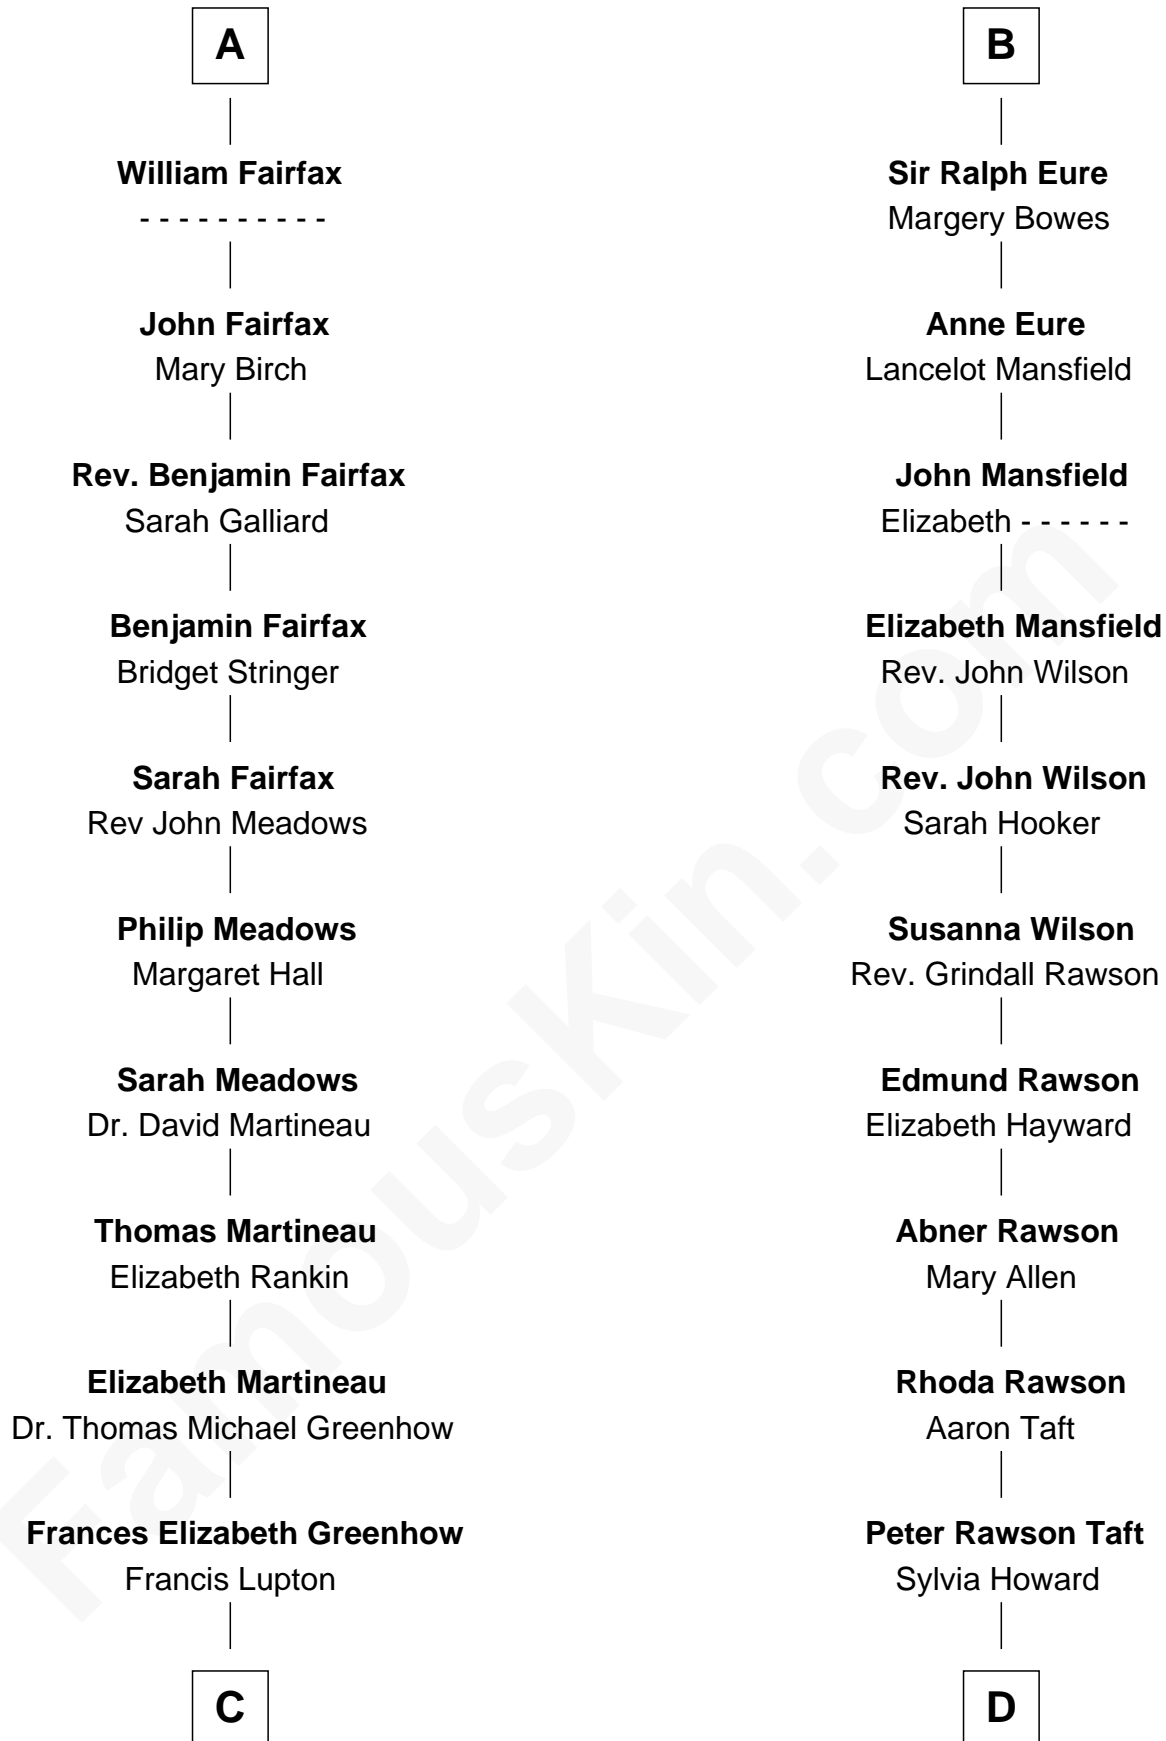 A
William Fairfax
- - - - - - - - - -
John Fairfax
Mary Birch
Rev. Benjamin Fairfax
Sarah Galliard
Benjamin Fairfax
Bridget Stringer
Sarah Fairfax
Rev John Meadows
Philip Meadows
Margaret Hall
Sarah Meadows
Dr. David Martineau
Thomas Martineau
Elizabeth Rankin
Elizabeth Martineau
Dr. Thomas Michael Greenhow
Frances Elizabeth Greenhow
Francis Lupton
C
B
Sir Ralph Eure
Margery Bowes
Anne Eure
Lancelot Mansfield
John Mansfield
Elizabeth - - - - - -
Elizabeth Mansfield
Rev. John Wilson
Rev. John Wilson
Sarah Hooker
Susanna Wilson
Rev. Grindall Rawson
Edmund Rawson
Elizabeth Hayward
Abner Rawson
Mary Allen
Rhoda Rawson
Aaron Taft
Peter Rawson Taft
Sylvia Howard
D
FamousKin.com